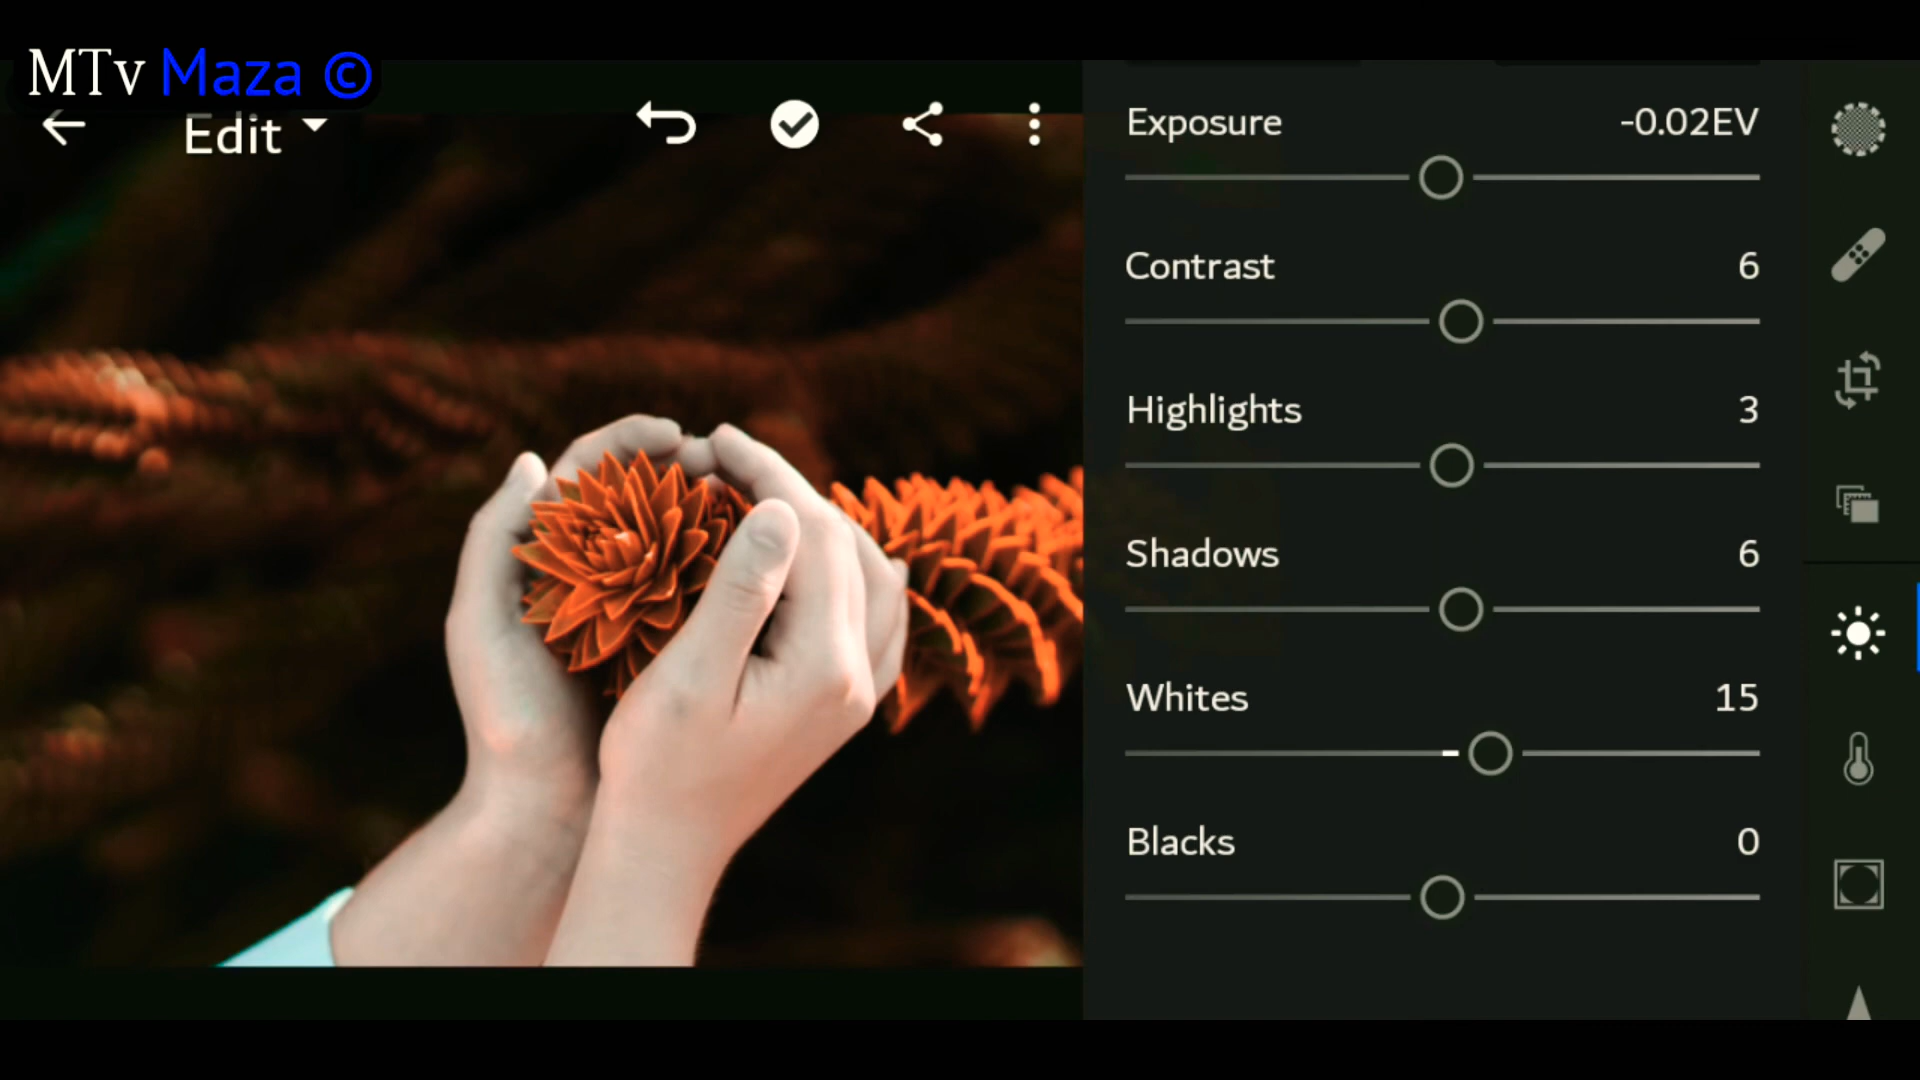 MTv Maza ©
Edit
Exposure -0.02EV
Contrast 6
Highlights 3
Shadows 6
Whites 15
Blacks 0